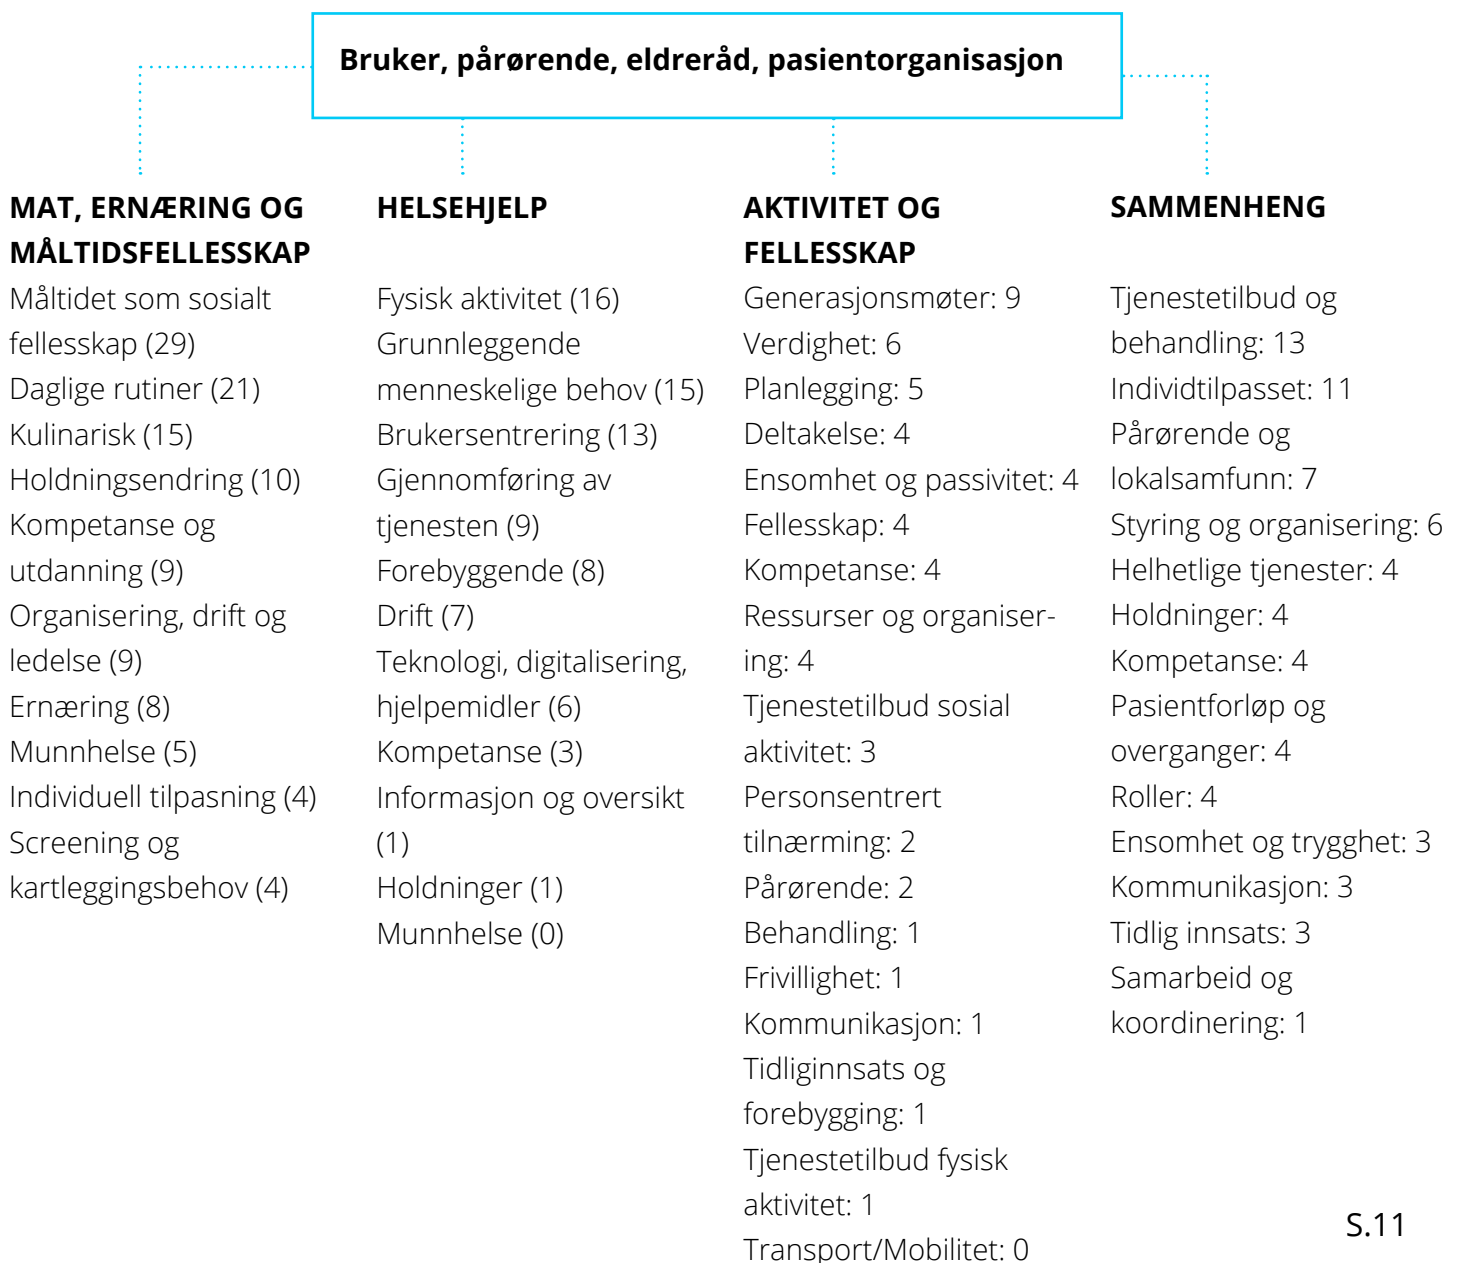 Bruker, pårørende, eldreråd, pasientorganisasjon
MAT, ERNÆRING OG
MÅLTIDSFELLESSKAP
Måltidet som sosialt
fellesskap (29)
Daglige rutiner (21)
Kulinarisk (15)
Holdningsendring (10)
Kompetanse og
utdanning (9)
Organisering, drift og
ledelse (9)
Ernæring (8)
Munnhelse (5)
Individuell tilpasning (4)
Screening og
kartleggingsbehov (4)
HELSEHJELP
Fysisk aktivitet (16)
Grunnleggende
menneskelige behov (15)
Brukersentrering (13)
Gjennomføring av
tjenesten (9)
Forebyggende (8)
Drift (7)
Teknologi, digitalisering,
hjelpemidler (6)
Kompetanse (3)
Informasjon og oversikt
(1)
Holdninger (1)
Munnhelse (0)
AKTIVITET OG
FELLESSKAP
Generasjonsmøter: 9
Verdighet: 6
Planlegging: 5
Deltakelse: 4
Ensomhet og passivitet: 4
Fellesskap: 4
Kompetanse: 4
Ressurser og organiser-
ing: 4
Tjenestetilbud sosial
aktivitet: 3
Personsentrert
tilnærming: 2
Pårørende: 2
Behandling: 1
Frivillighet: 1
Kommunikasjon: 1
Tidliginnsats og
forebygging: 1
Tjenestetilbud fysisk
aktivitet: 1
Transport/Mobilitet: 0
SAMMENHENG
Tjenestetilbud og
behandling: 13
Individtilpasset: 11
Pårørende og
lokalsamfunn: 7
Styring og organisering: 6
Helhetlige tjenester: 4
Holdninger: 4
Kompetanse: 4
Pasientforløp og
overganger: 4
Roller: 4
Ensomhet og trygghet: 3
Kommunikasjon: 3
Tidlig innsats: 3
Samarbeid og
koordinering: 1
S.11